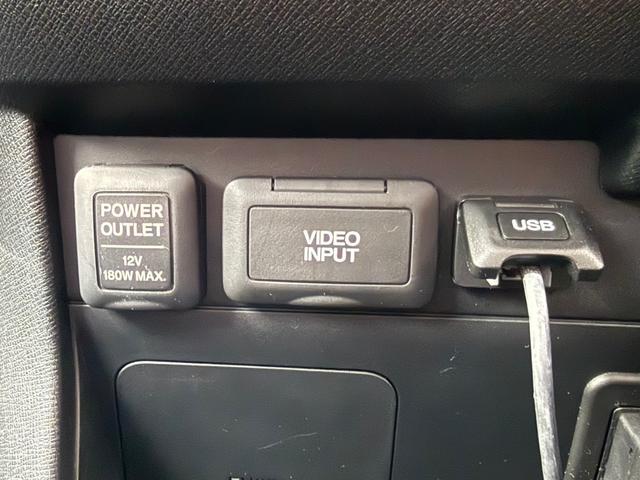 POWER
OUTLET
12V
180W MAX.
VIDEO
INPUT
USB